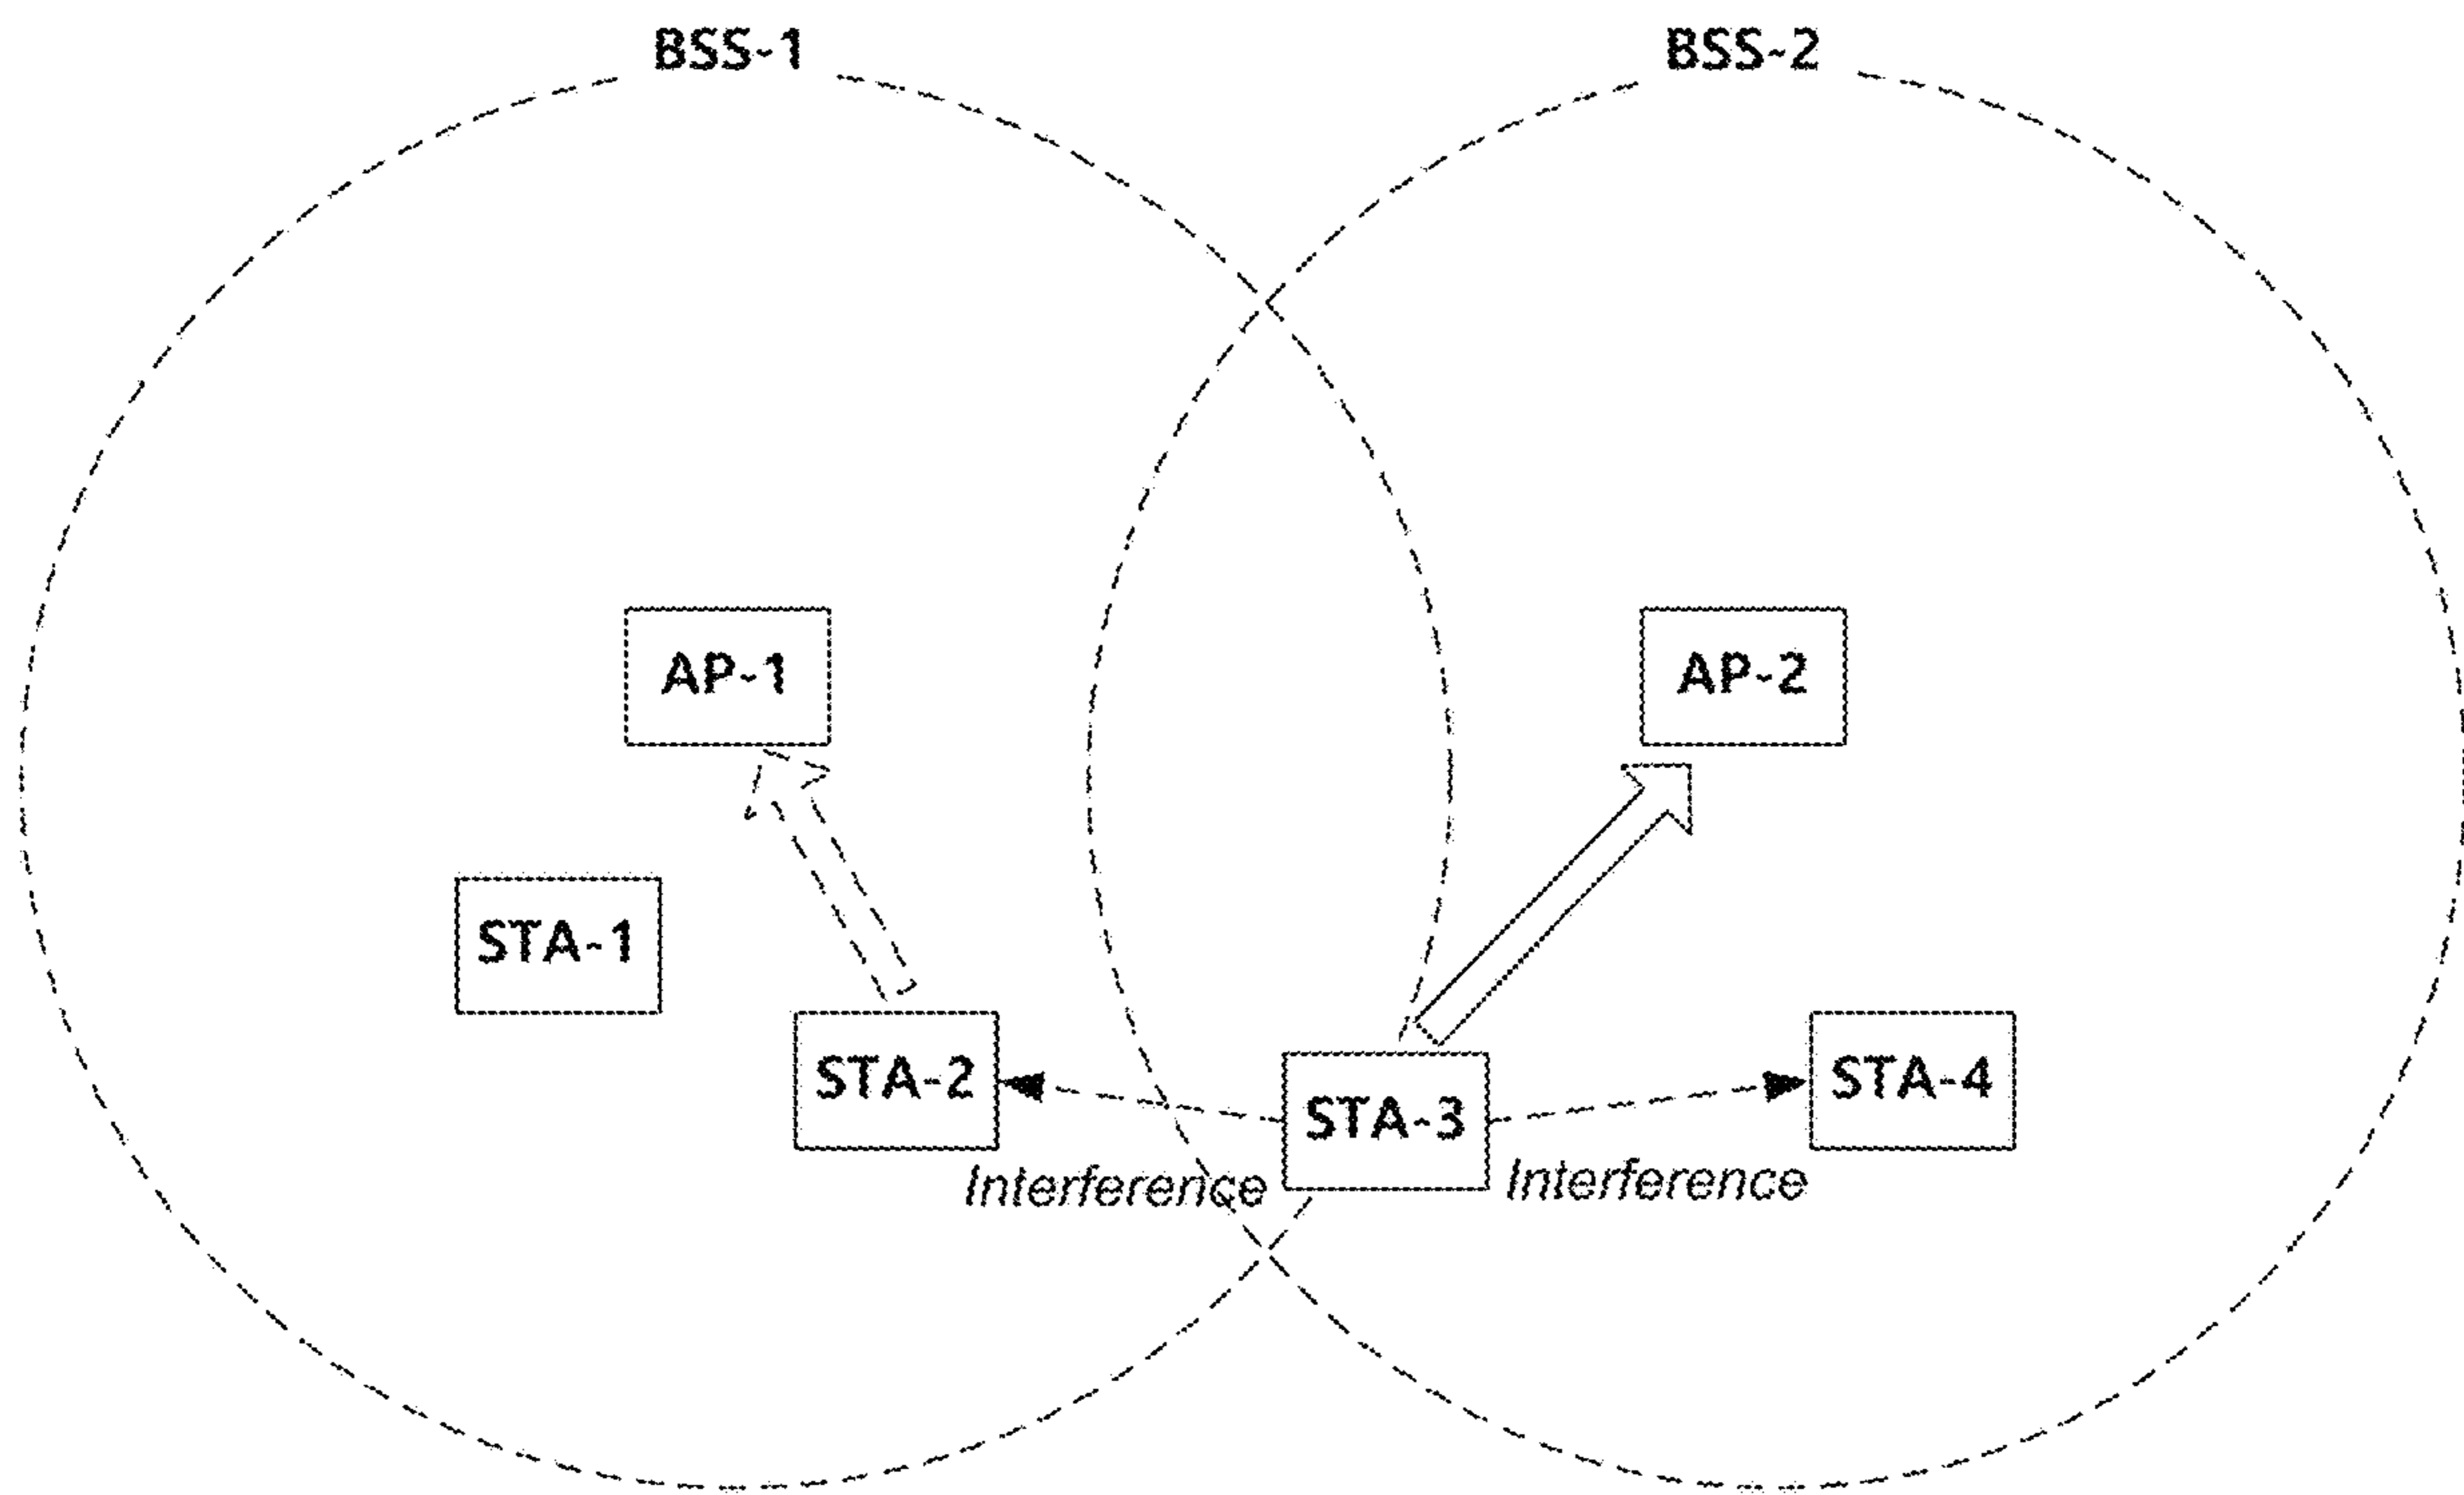 BSS-1
BSS-2
AP-1
AP-2
STA-1
STA-2
STA-3
STA-4
Interference
Interference